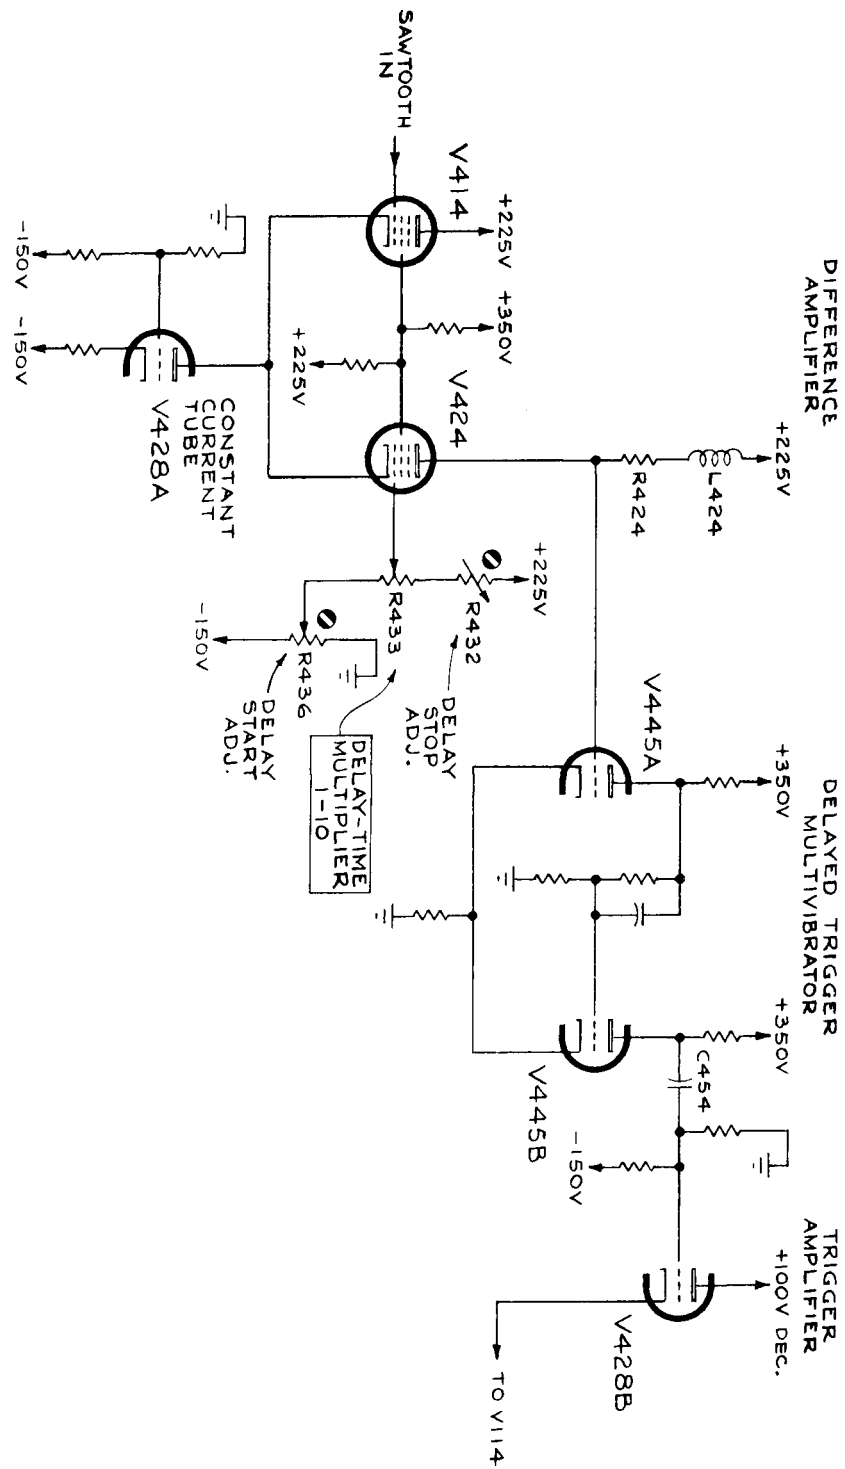 DIFFERENCE
AMPLIFIER
DELAYED TRIGGER
MULTIVIBRATOR
TRIGGER
AMPLIFIER
+225V
L424
R424
+350V
+350V
C454
+100V DEC.
V445A
V445B
-150V
V428B
TO V114
SAWTOOTH
IN
V414
+225V
+350V
+225V
V424
+225V
R432
DELAY
STOP
ADJ.
R433
DELAY-TIME
MULTIPLIER
1-10
R436
-150V
DELAY
START
ADJ.
CONSTANT
CURRENT
TUBE
V428A
-150V
-150V